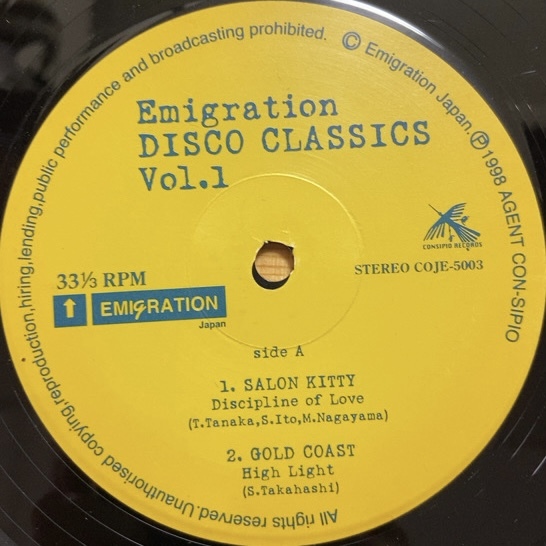 Emigration
DISCO CLASSICS
Vol.1
CONSIPIO RECORDS
STEREO COJE-5003
33⅓ RPM
↑ EMIGRATION
Japan
side A
1. SALON KITTY
Discipline of Love
(T.Tanaka,S.Ito,M.Nagayama)
2. GOLD COAST
High Light
(S.Takahashi)
All rights reserved.Unauthorised copying,reproduction,hiring,lending,public performance and broadcasting prohibited. © Emigration Japan. ℗1998 AGENT CON-SIPIO